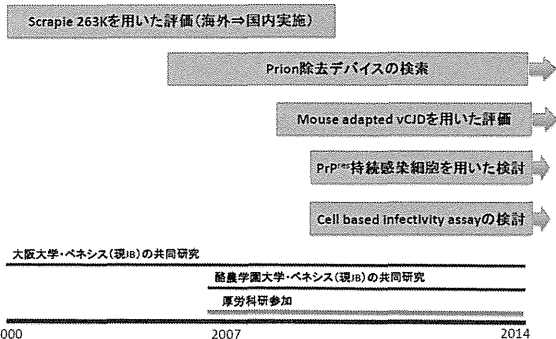 Scrapie 263Kを用いた評価(海外⇒国内実施)
Prion除去デバイスの検索
Mouse adapted vCJDを用いた評価
PrPres持続感染細胞を用いた検討
Cell based infectivity assayの検討
大阪大学・ベネシス(現JB)の共同研究
酪農学園大学・ベネシス(現JB)の共同研究
厚労科研参加
000 2007 2014